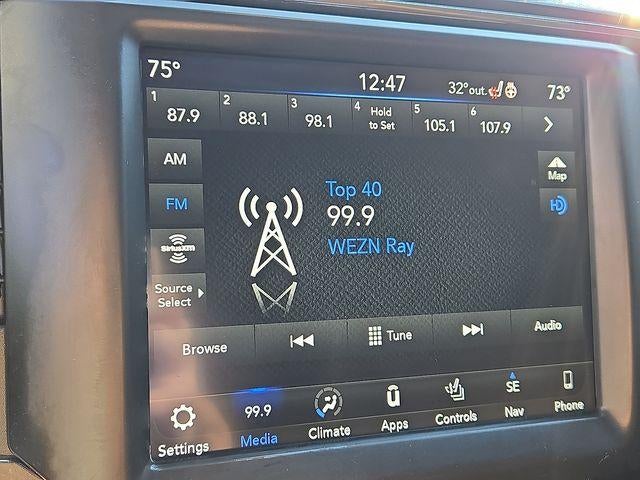 75° 12:47 32° out. 73°
1 87.9 2 88.1 3 98.1 4 Hold to Set 5 105.1 6 107.9
AM
Map
FM
HD
SiriusXM
Top 40
99.9
WEZN Ray
Source
Select
Browse Tune Audio
99.9 u SE
Settings Media Climate Apps Controls Nav Phone